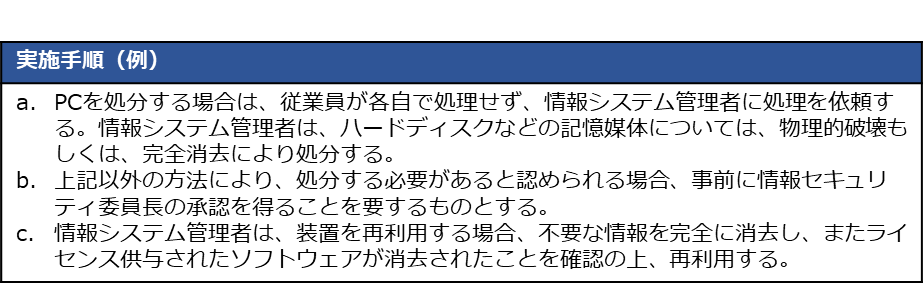 実施手順（例）
a. PCを処分する場合は、従業員が各自で処理せず、情報システム管理者に処理を依頼す
る。情報システム管理者は、ハードディスクなどの記憶媒体については、物理的破壊も
しくは、完全消去により処分する。
b. 上記以外の方法により、処分する必要があると認められる場合、事前に情報セキュリ
ティ委員長の承認を得ることを要するものとする。
c. 情報システム管理者は、装置を再利用する場合、不要な情報を完全に消去し、またライ
センス供与されたソフトウェアが消去されたことを確認の上、再利用する。